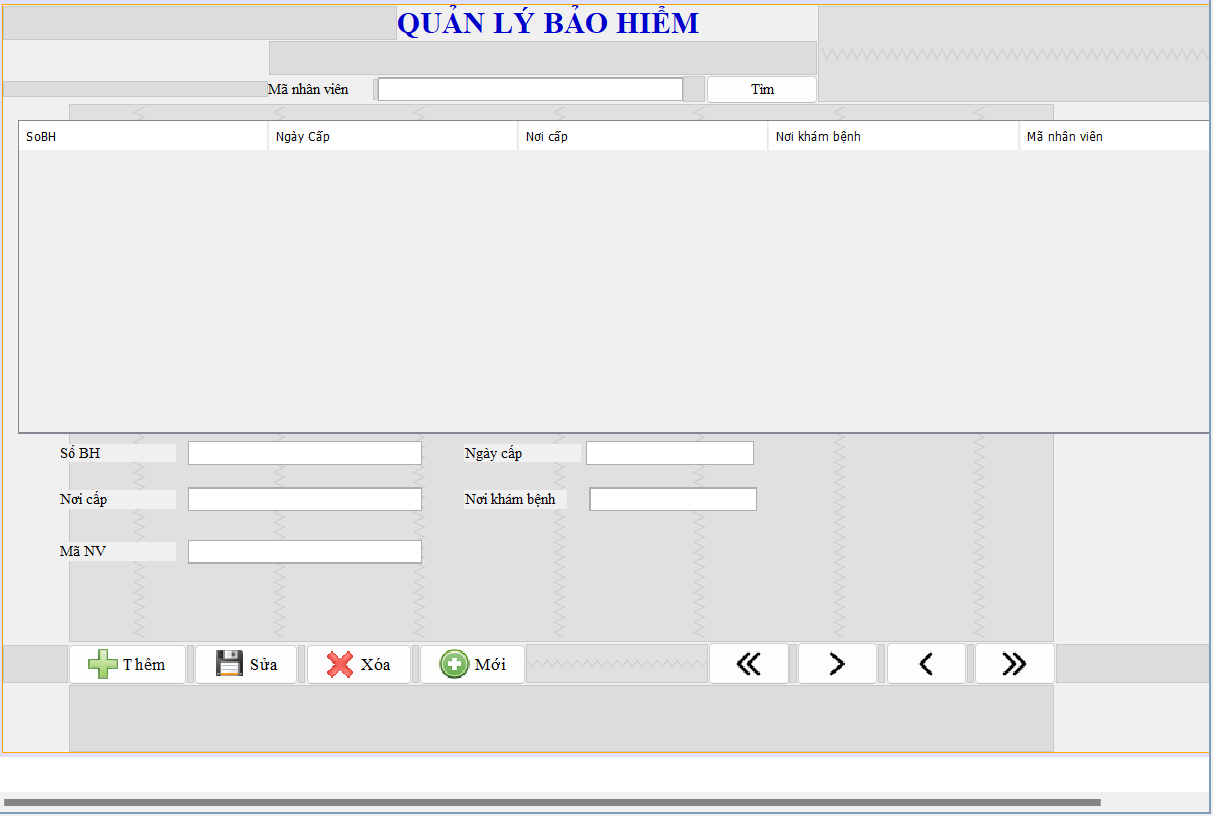 QUẢN LÝ BẢO HIỂM
Mã nhân viên Tìm
SoBH Ngày Cấp Nơi cấp Nơi khám bệnh Mã nhân viên
Số BH Ngày cấp
Nơi cấp Nơi khám bệnh
Mã NV
Thêm Sửa Xóa Mới